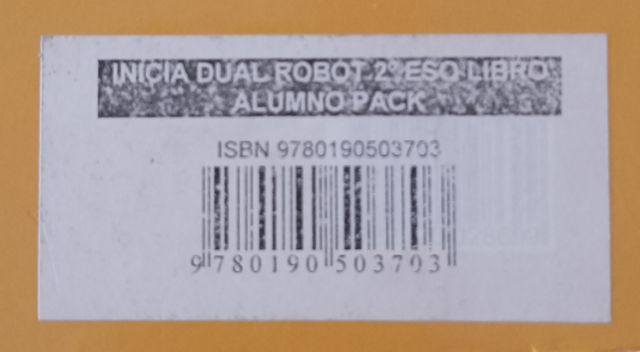 INICIA DUAL ROBOT 2º ESO LIBRO
ALUMNO PACK
ISBN 9780190503703
9 780190 503703